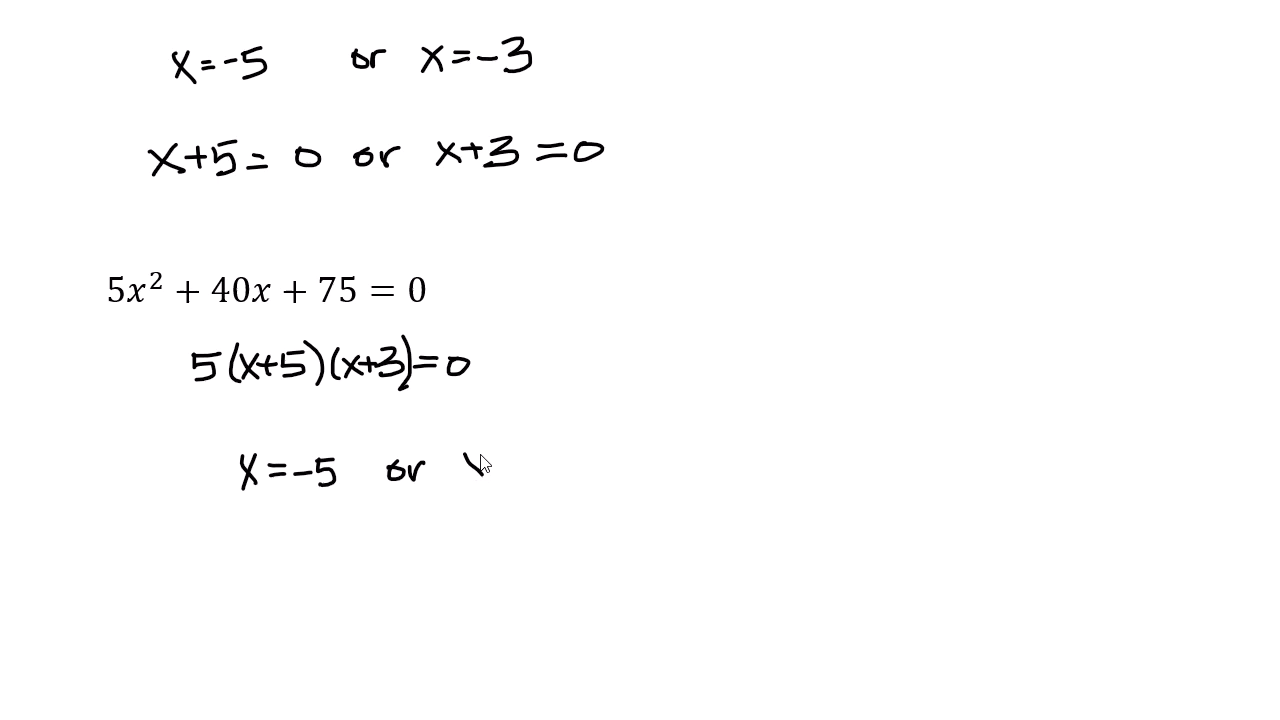 x = -5 or x = -3
x+5 = 0 or x+3 = 0
5x² + 40x + 75 = 0
5(x+5)(x+3) = 0
x = -5 or